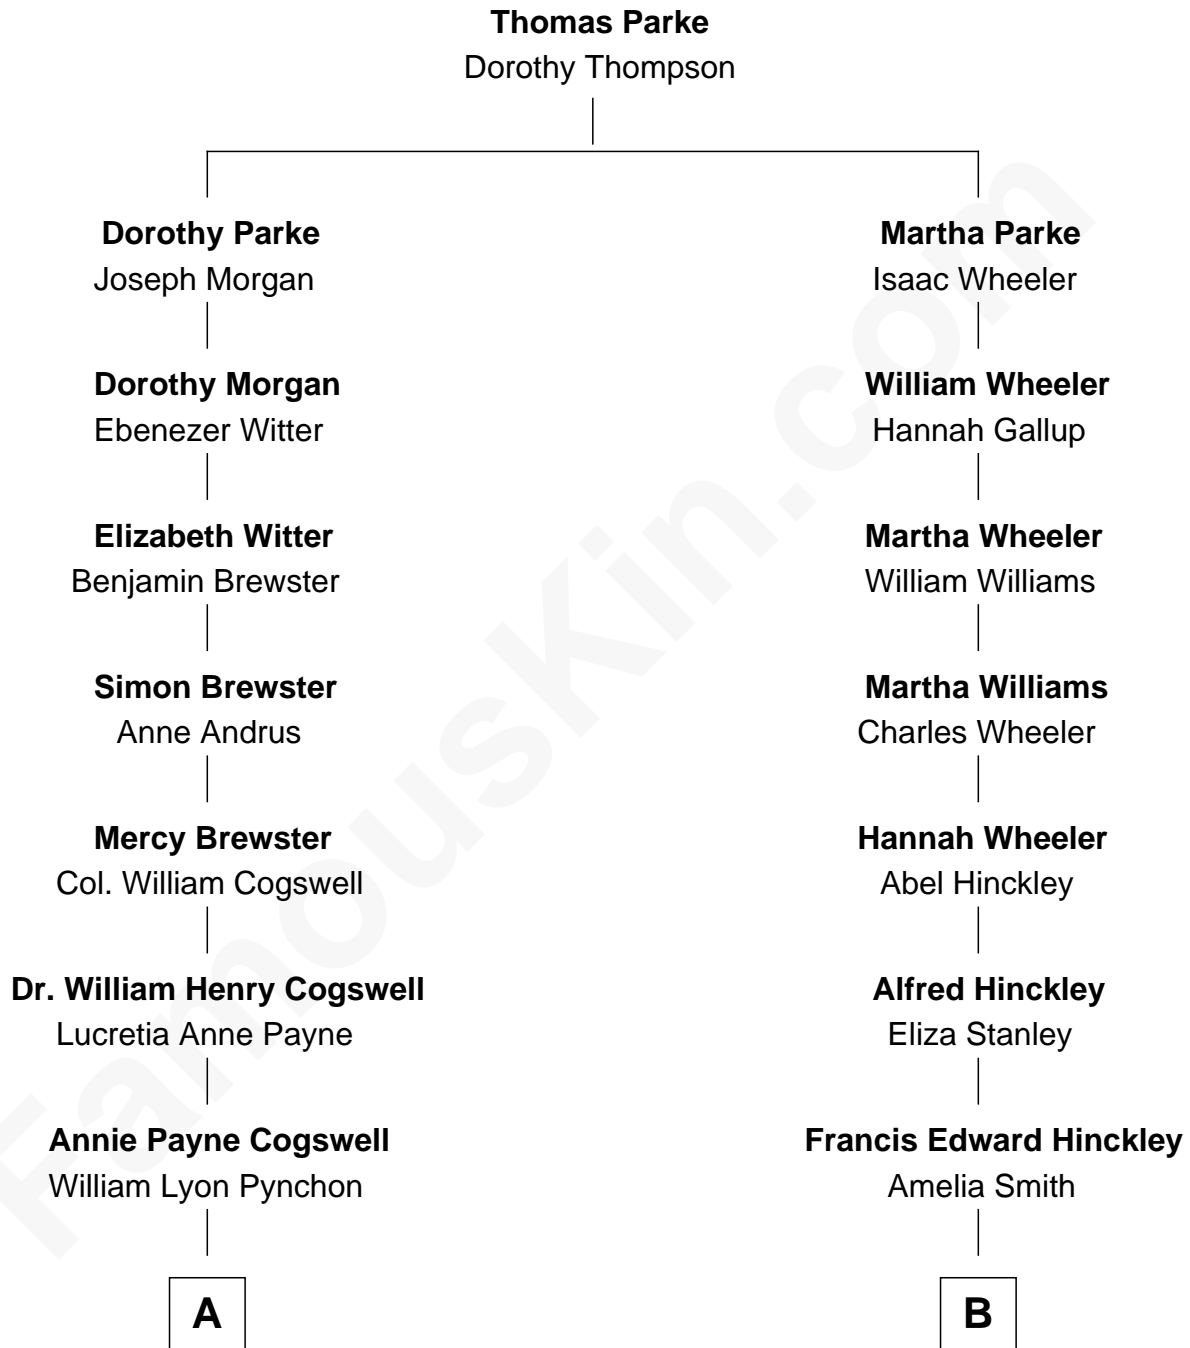 Thomas Parke
Dorothy Thompson
Dorothy Parke
Joseph Morgan
Martha Parke
Isaac Wheeler
Dorothy Morgan
Ebenezer Witter
William Wheeler
Hannah Gallup
Elizabeth Witter
Benjamin Brewster
Martha Wheeler
William Williams
Simon Brewster
Anne Andrus
Martha Williams
Charles Wheeler
Mercy Brewster
Col. William Cogswell
Hannah Wheeler
Abel Hinckley
Dr. William Henry Cogswell
Lucretia Anne Payne
Alfred Hinckley
Eliza Stanley
Annie Payne Cogswell
William Lyon Pynchon
Francis Edward Hinckley
Amelia Smith
A
B
FamousKin.com